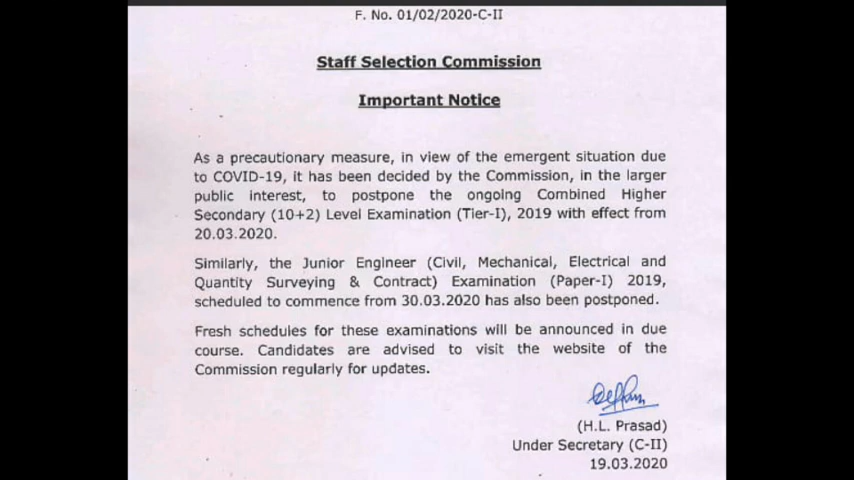 F. No. 01/02/2020-C-II
Staff Selection Commission
Important Notice
As a precautionary measure, in view of the emergent situation due
to COVID-19, it has been decided by the Commission, in the larger
public interest, to postpone the ongoing Combined Higher
Secondary (10+2) Level Examination (Tier-I), 2019 with effect from
20.03.2020.
Similarly, the Junior Engineer (Civil, Mechanical, Electrical and
Quantity Surveying & Contract) Examination (Paper-I) 2019,
scheduled to commence from 30.03.2020 has also been postponed.
Fresh schedules for these examinations will be announced in due
course. Candidates are advised to visit the website of the
Commission regularly for updates.
(H.L. Prasad)
Under Secretary (C-II)
19.03.2020